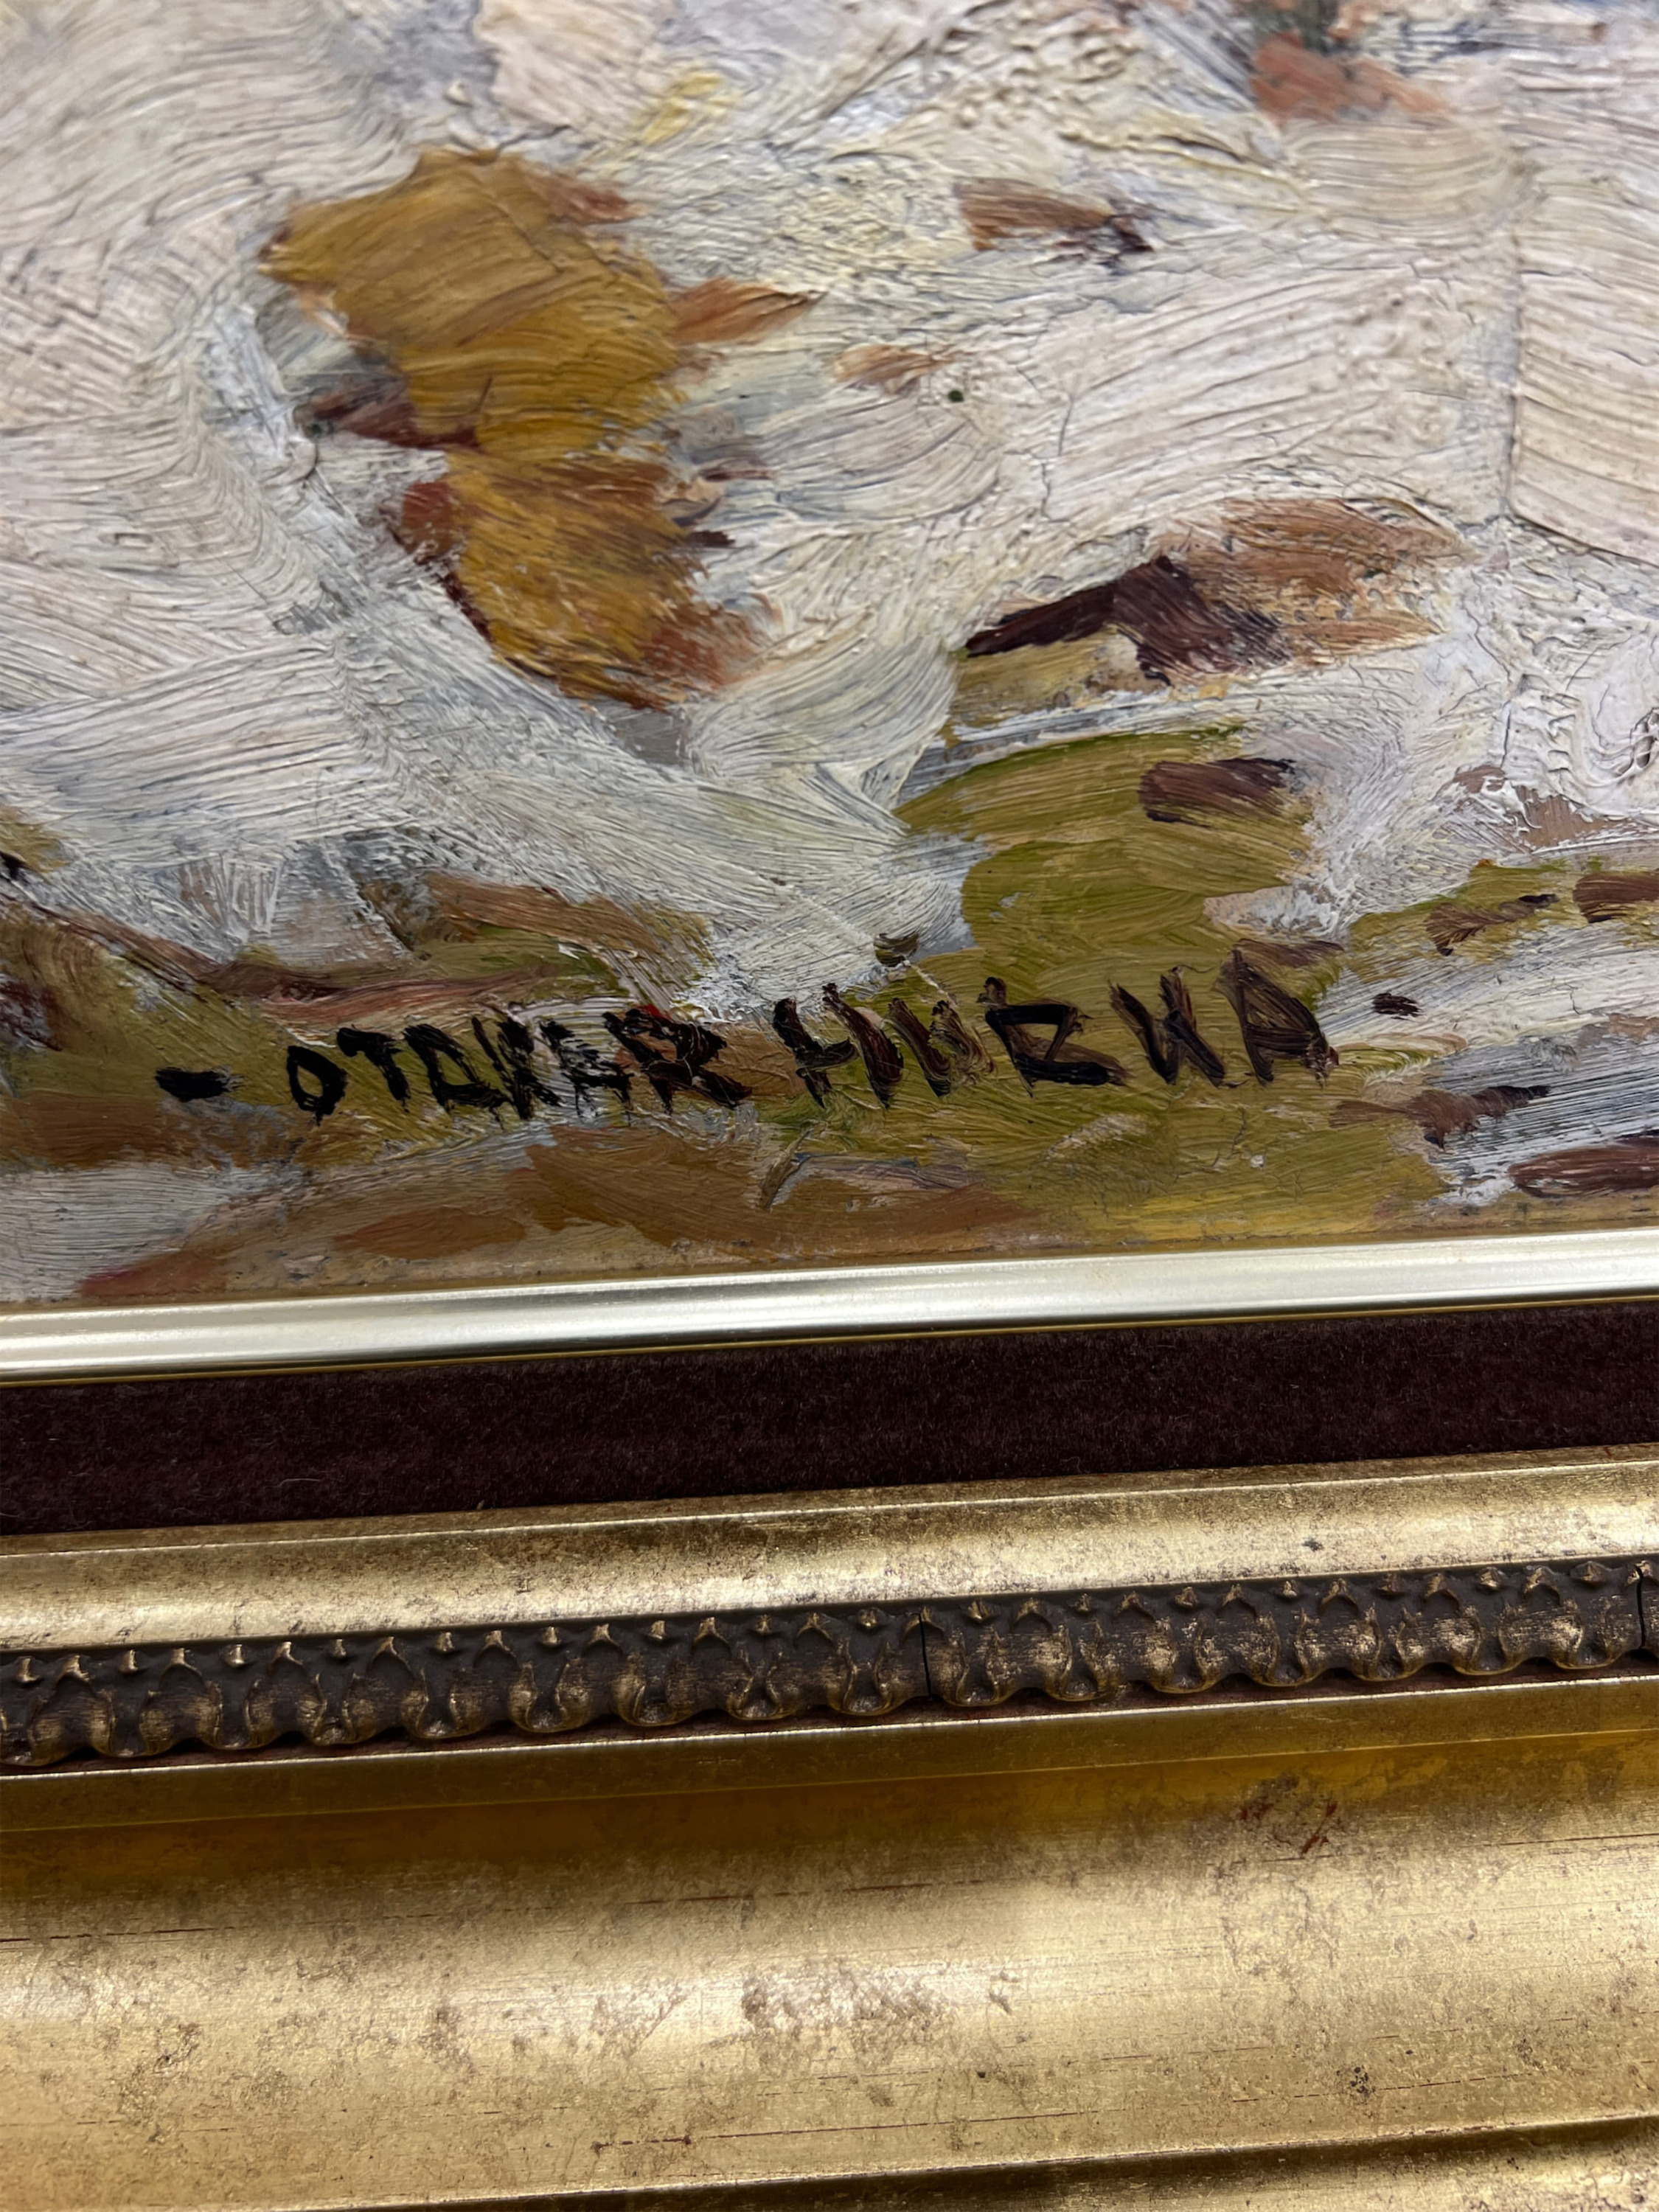 - OTAKAR HŮRKA -